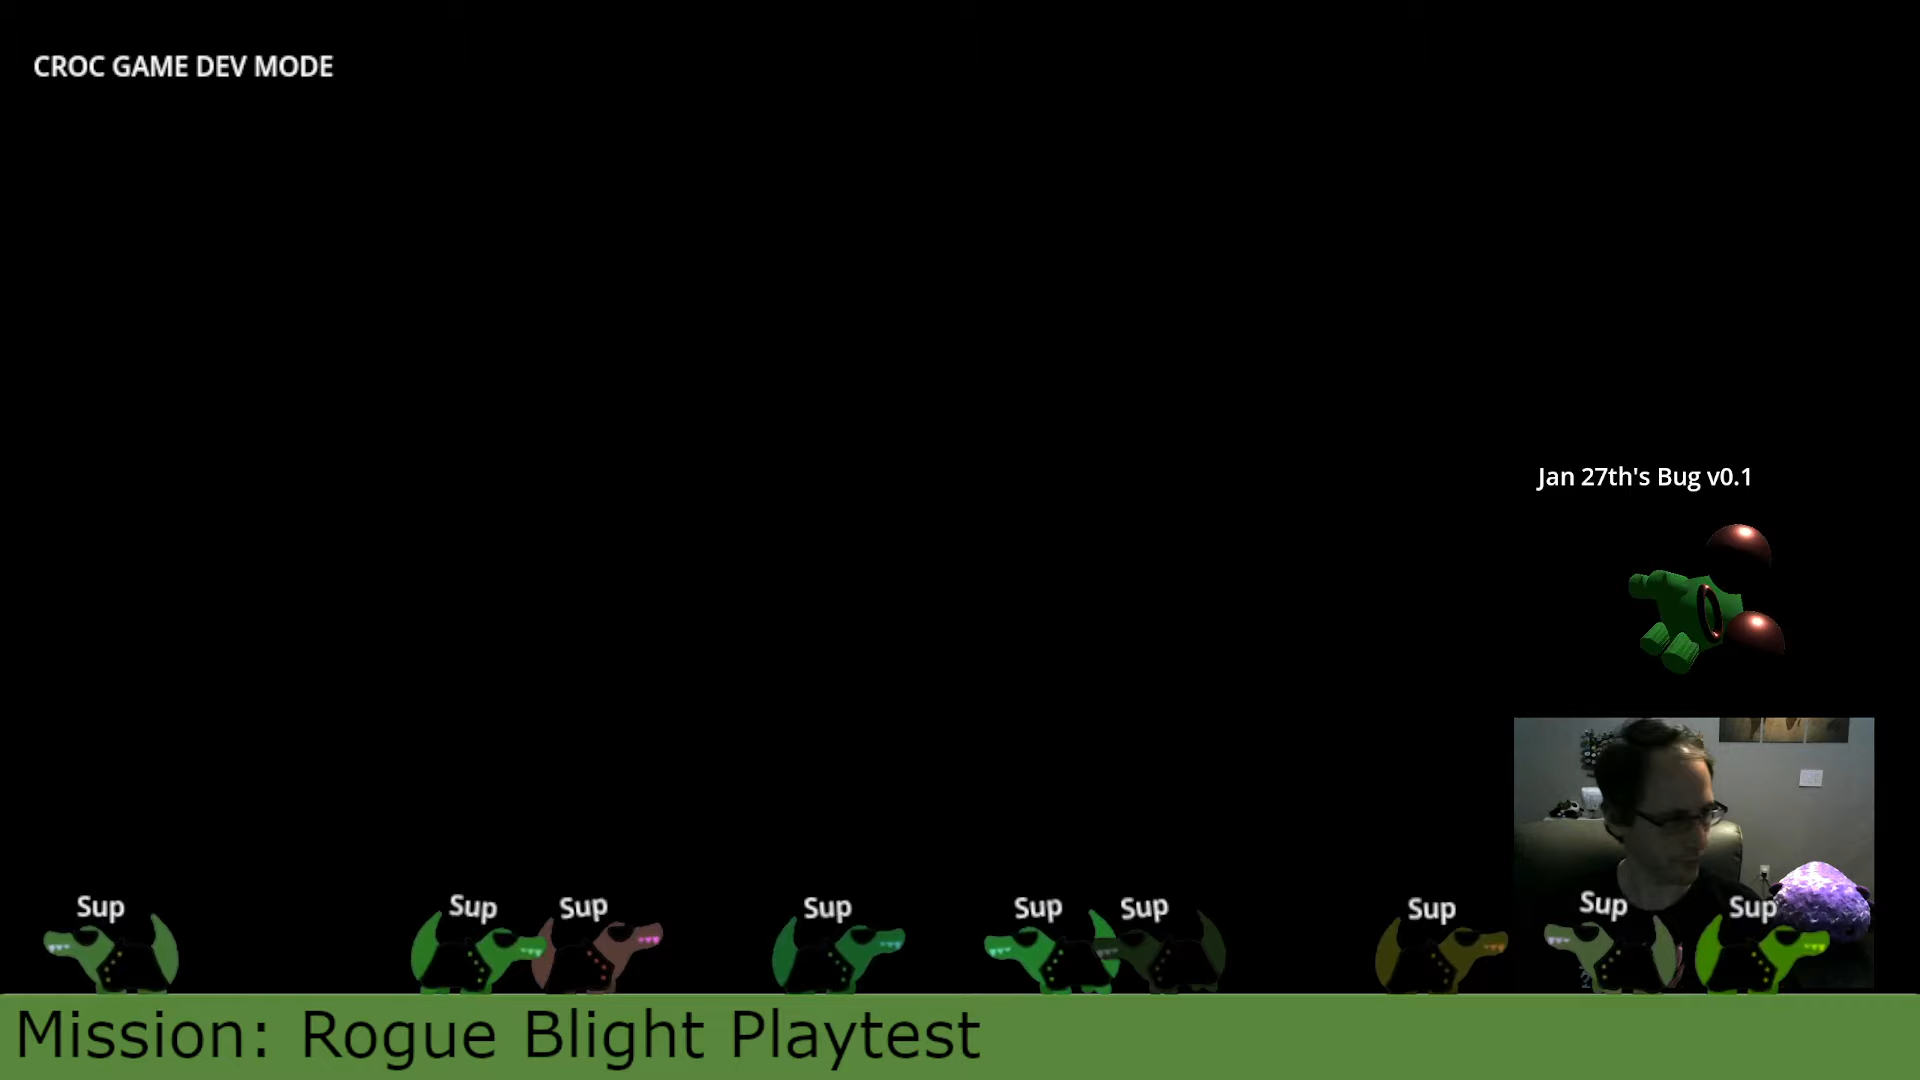 CROC GAME DEV MODE
Jan 27th's Bug v0.1
Sup
Sup
Sup
Sup
Sup
Sup
Sup
Sup
Sup
Mission: Rogue Blight Playtest